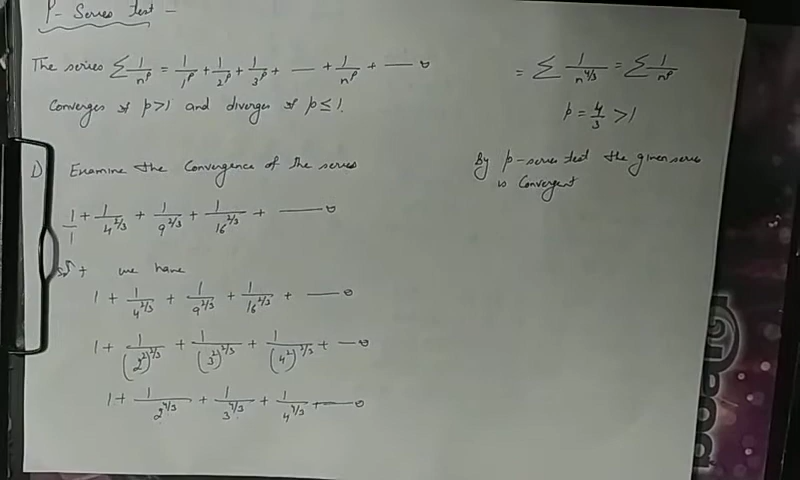 P-Series test -
The series ∑ 1/n^p = 1/1^p + 1/2^p + 1/3^p + — + 1/n^p + — ∞
Converges if p>1 and diverges if p ≤ 1.
1) Examine the Convergence of the series
1/1 + 1/4^2/3 + 1/9^2/3 + 1/16^2/3 + — ∞
we have
1 + 1/4^2/3 + 1/9^2/3 + 1/16^2/3 + — ∞
1 + 1/(2^2)^2/3 + 1/(3^2)^2/3 + 1/(4^2)^2/3 + — ∞
1 + 1/2^4/3 + 1/3^4/3 + 1/4^4/3 + — ∞
= ∑ 1/n^4/3 = ∑ 1/n^p
p = 4/3 > 1
By p-series test the given series
is Convergent